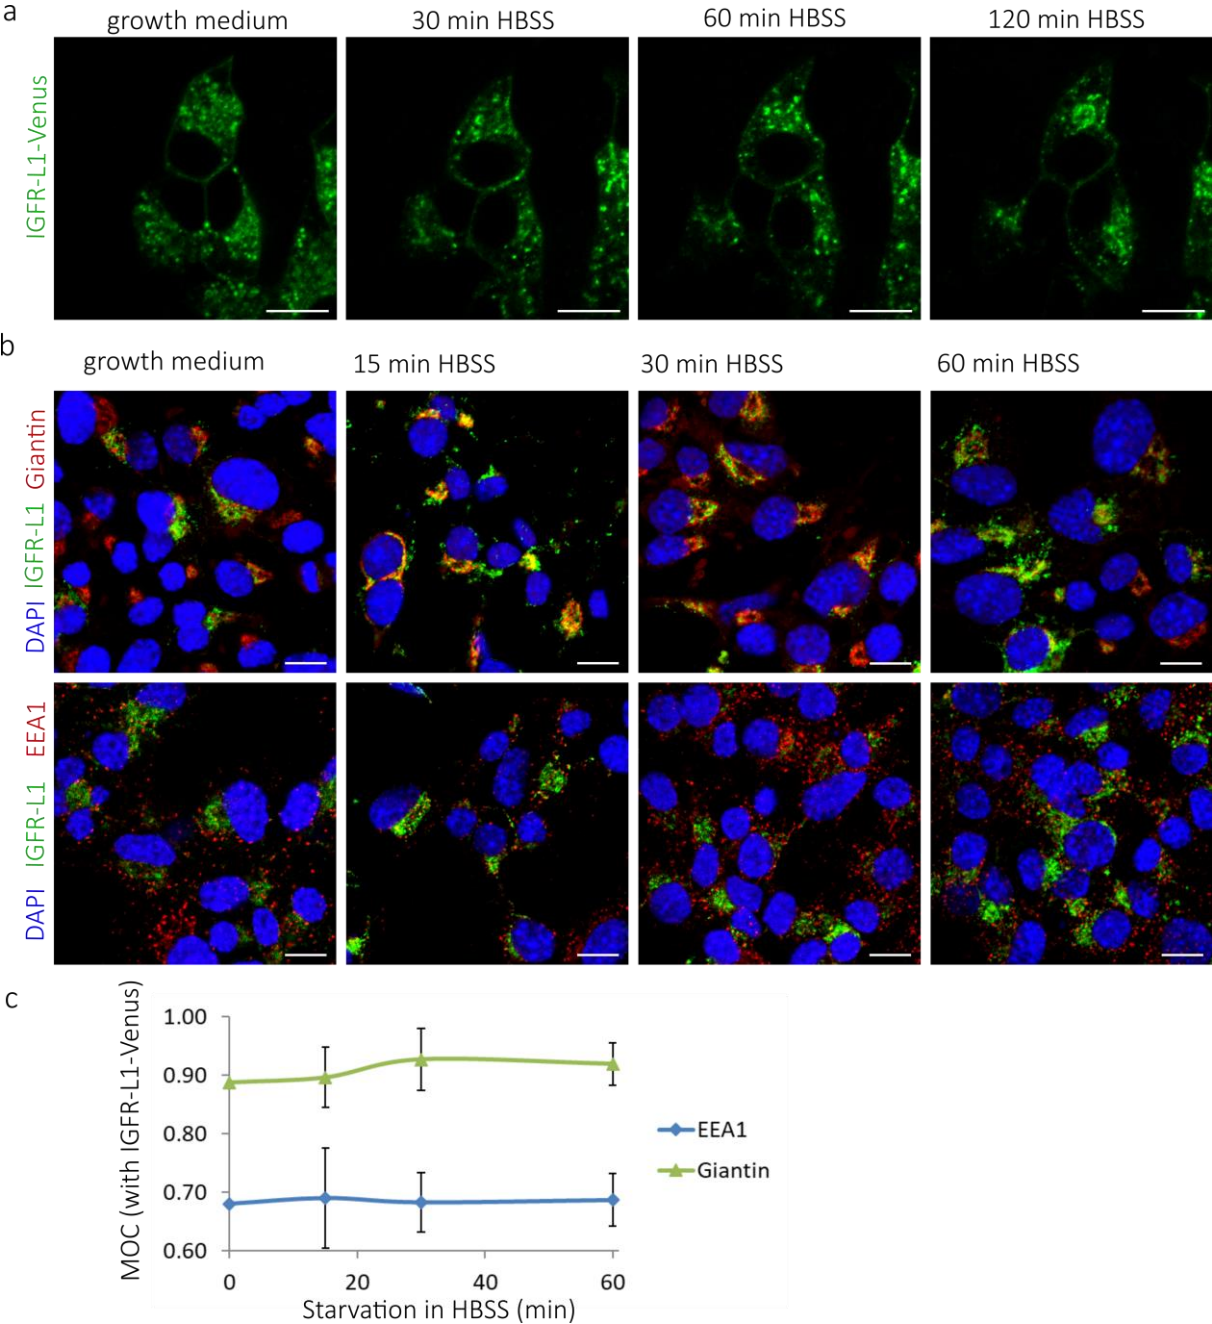 a
growth medium
30 min HBSS
60 min HBSS
120 min HBSS
IGFR-L1-Venus
b
growth medium
15 min HBSS
30 min HBSS
60 min HBSS
DAPI IGFR-L1 Giantin
DAPI IGFR-L1 EEA1
c
MOC (with IGFR-L1-Venus)
1.00
0.90
0.80
0.70
0.60
0
20
40
60
Starvation in HBSS (min)
EEA1
Giantin